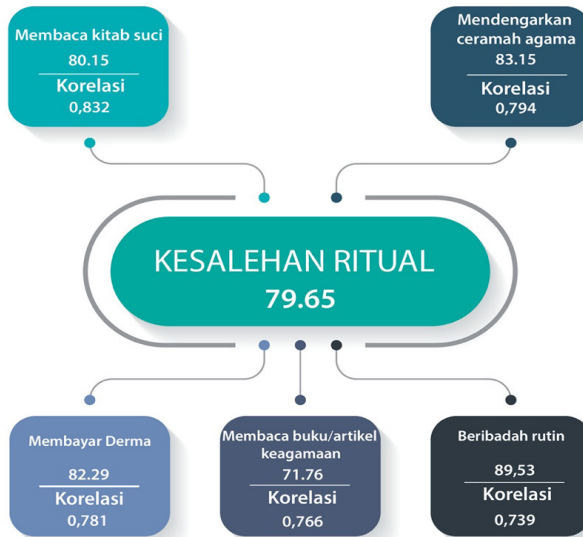 Membaca kitab suci
80.15
Korelasi
0,832
Mendengarkan
ceramah agama
83.15
Korelasi
0,794
KESALEHAN RITUAL
79.65
Membayar Derma
82.29
Korelasi
0,781
Membaca buku/artikel
keagamaan
71.76
Korelasi
0,766
Beribadah rutin
89,53
Korelasi
0,739